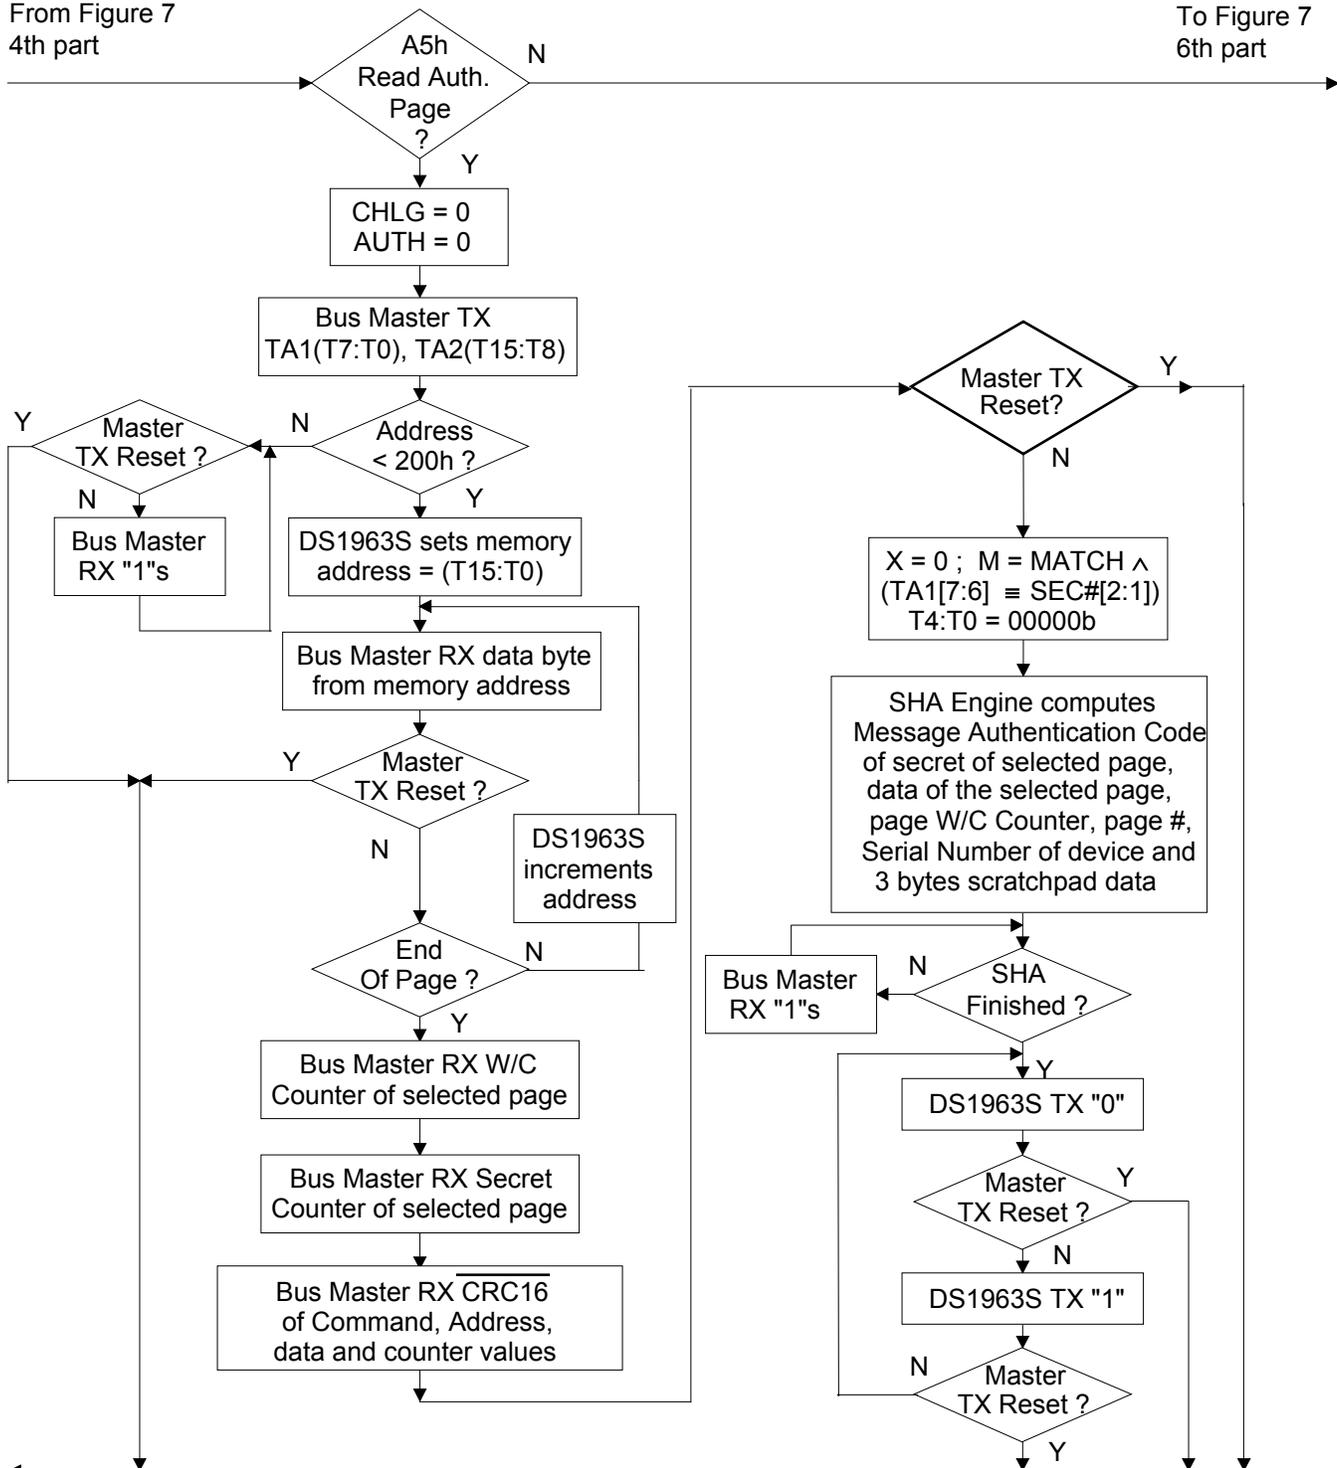 From Figure 7
4th part
To Figure 7
6th part
A5h
Read Auth.
Page
?
N
Y
CHLG = 0
AUTH = 0
Bus Master TX
TA1(T7:T0), TA2(T15:T8)
Address
< 200h ?
N
Y
Master
TX Reset ?
Y
N
Bus Master
RX "1"s
DS1963S sets memory
address = (T15:T0)
Bus Master RX data byte
from memory address
Master
TX Reset ?
Y
N
DS1963S
increments
address
End
Of Page ?
N
Y
Bus Master RX W/C
Counter of selected page
Bus Master RX Secret
Counter of selected page
Bus Master RX C̅R̅C̅1̅6̅
of Command, Address,
data and counter values
Master TX
Reset?
Y
N
X = 0 ; M = MATCH ∧
(TA1[7:6] ≡ SEC#[2:1])
T4:T0 = 00000b
SHA Engine computes
Message Authentication Code
of secret of selected page,
data of the selected page,
page W/C Counter, page #,
Serial Number of device and
3 bytes scratchpad data
SHA
Finished ?
N
Bus Master
RX "1"s
Y
DS1963S TX "0"
Master
TX Reset ?
Y
N
DS1963S TX "1"
Master
TX Reset ?
N
Y